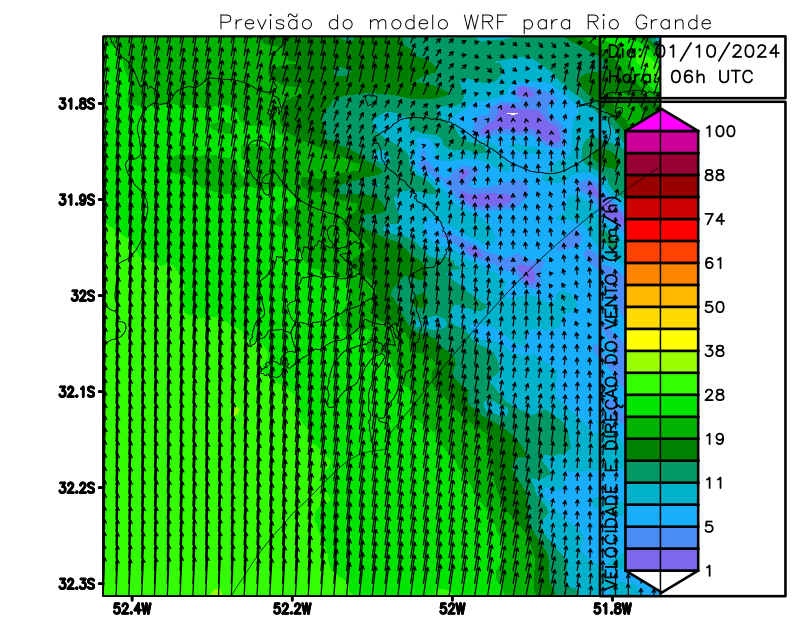 Previsão do modelo WRF para Rio Grande
Dia: 01/10/2024
Hora: 06h UTC
31.8S
31.9S
32S
32.1S
32.2S
32.3S
52.4W
52.2W
52W
51.8W
VELOCIDADE E DIREÇÃO DO VENTO (km/h)
100
88
74
61
50
38
28
19
11
5
1